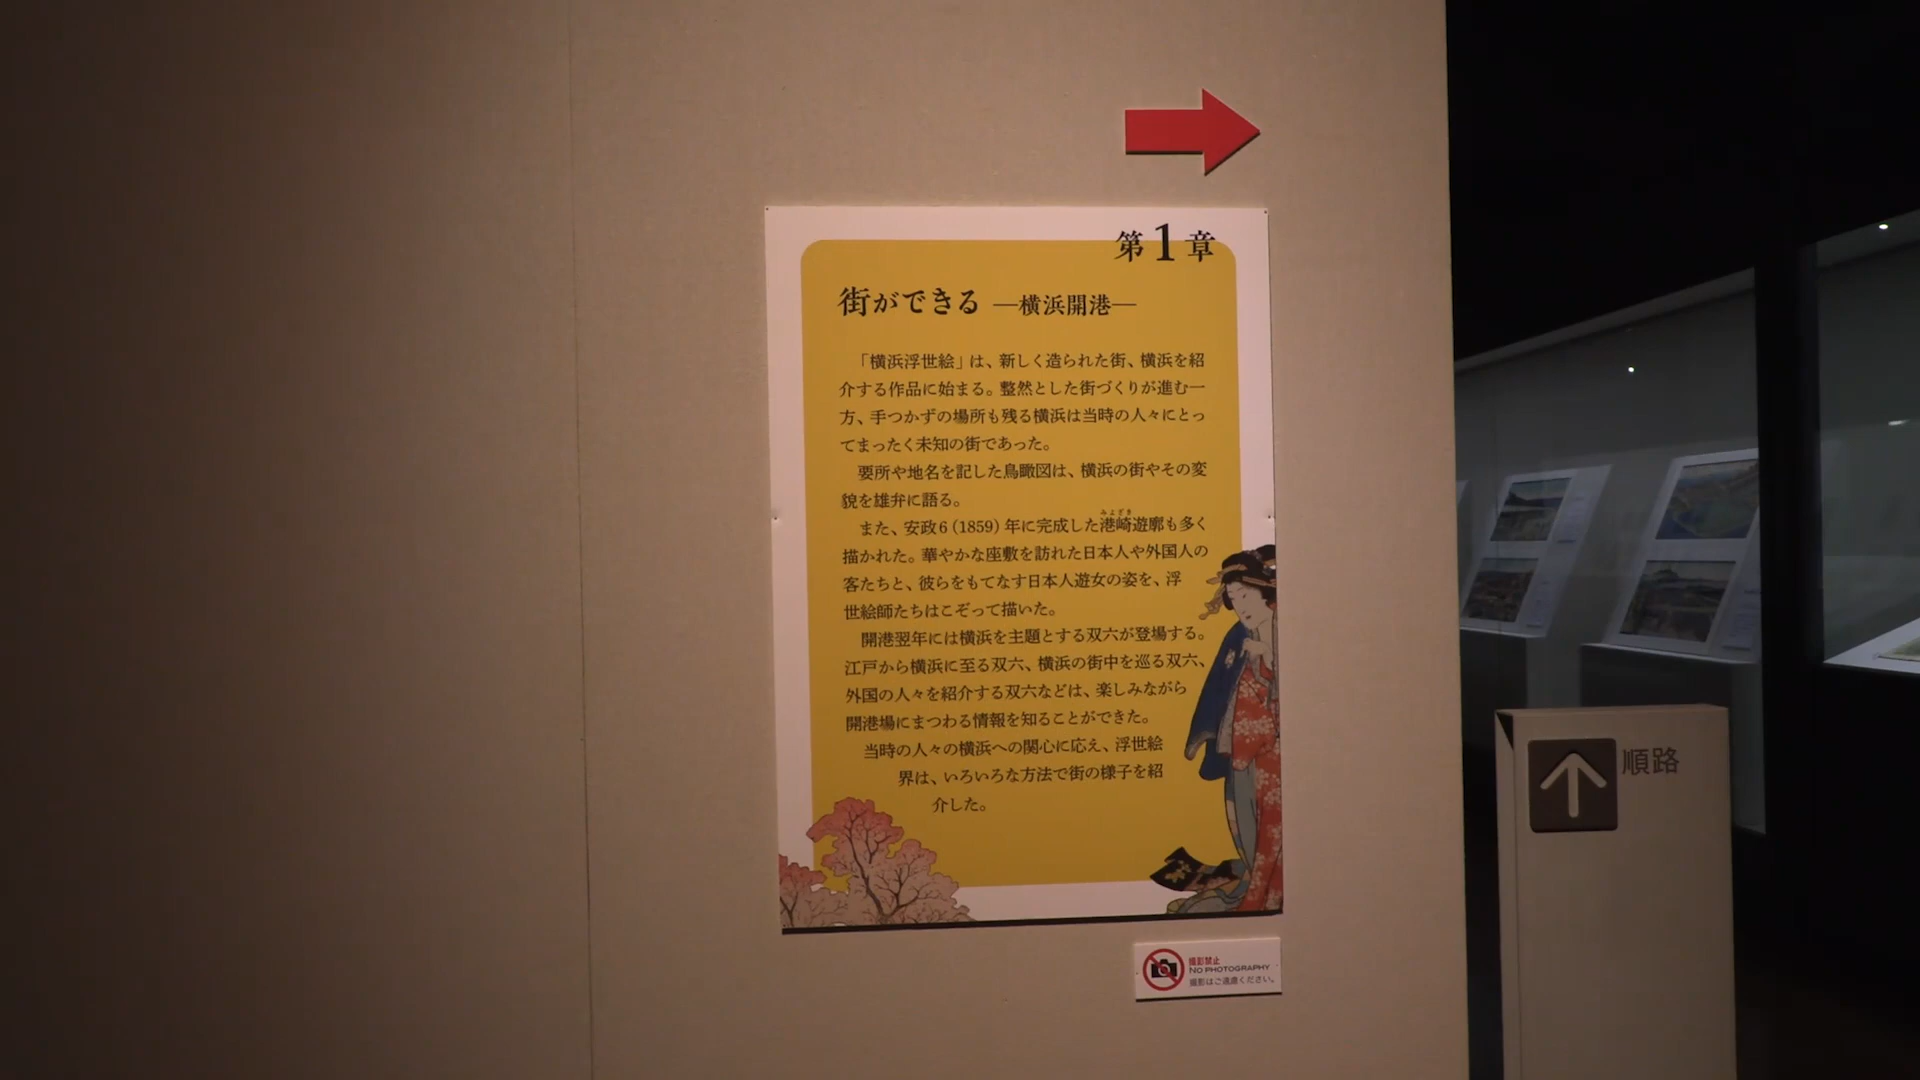 第1章
街ができる ―横浜開港―
「横浜浮世絵」は、新しく造られた街、横浜を紹
介する作品に始まる。整然とした街づくりが進む一
方、手つかずの場所も残る横浜は当時の人々にとっ
てまったく未知の街であった。
要所や地名を記した鳥瞰図は、横浜の街やその変
貌を雄弁に語る。
みよざき
また、安政6（1859）年に完成した港崎遊廓も多く
描かれた。華やかな座敷を訪れた日本人や外国人の
客たちと、彼らをもてなす日本人遊女の姿を、浮
世絵師たちはこぞって描いた。
開港翌年には横浜を主題とする双六が登場する。
江戸から横浜に至る双六、横浜の街中を巡る双六、
外国の人々を紹介する双六などは、楽しみながら
開港場にまつわる情報を知ることができた。
当時の人々の横浜への関心に応え、浮世絵
界は、いろいろな方法で街の様子を紹
介した。
撮影禁止
NO PHOTOGRAPHY
撮影はご遠慮ください。
順路